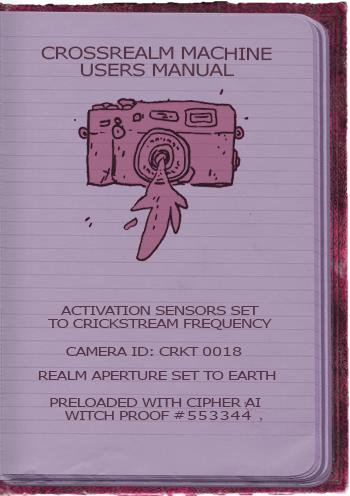 CROSSREALM MACHINE
USERS MANUAL
ACTIVATION SENSORS SET
TO CRICKSTREAM FREQUENCY
CAMERA ID: CRKT 0018
REALM APERTURE SET TO EARTH
PRELOADED WITH CIPHER AI
WITCH PROOF #553344